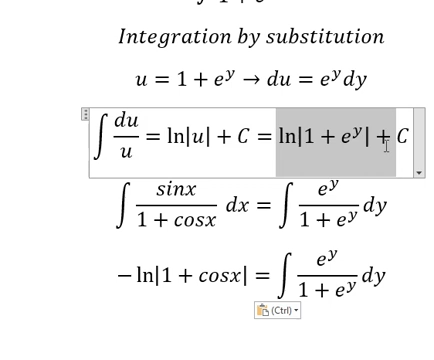 Integration by substitution
u = 1 + e^y → du = e^y dy
∫ du/u = ln|u| + C = ln|1 + e^y| + C
∫ sinx/(1 + cosx) dx = ∫ e^y/(1 + e^y) dy
− ln|1 + cosx| = ∫ e^y/(1 + e^y) dy
(Ctrl)